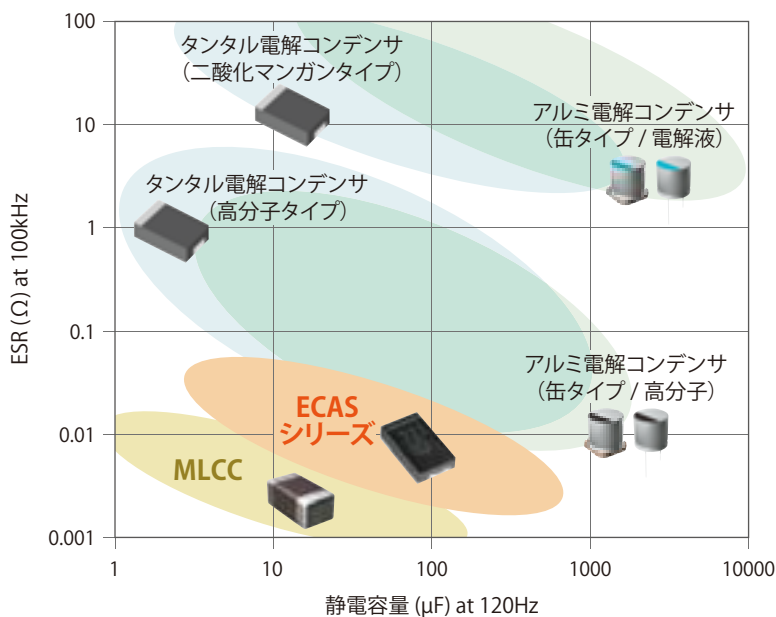 100
10
1
0.1
0.01
0.001
ESR (Ω) at 100kHz
タンタル電解コンデンサ
（二酸化マンガンタイプ）
アルミ電解コンデンサ
（缶タイプ / 電解液）
タンタル電解コンデンサ
（高分子タイプ）
アルミ電解コンデンサ
（缶タイプ / 高分子）
ECAS
シリーズ
MLCC
1
10
100
1000
10000
静電容量 (μF) at 120Hz